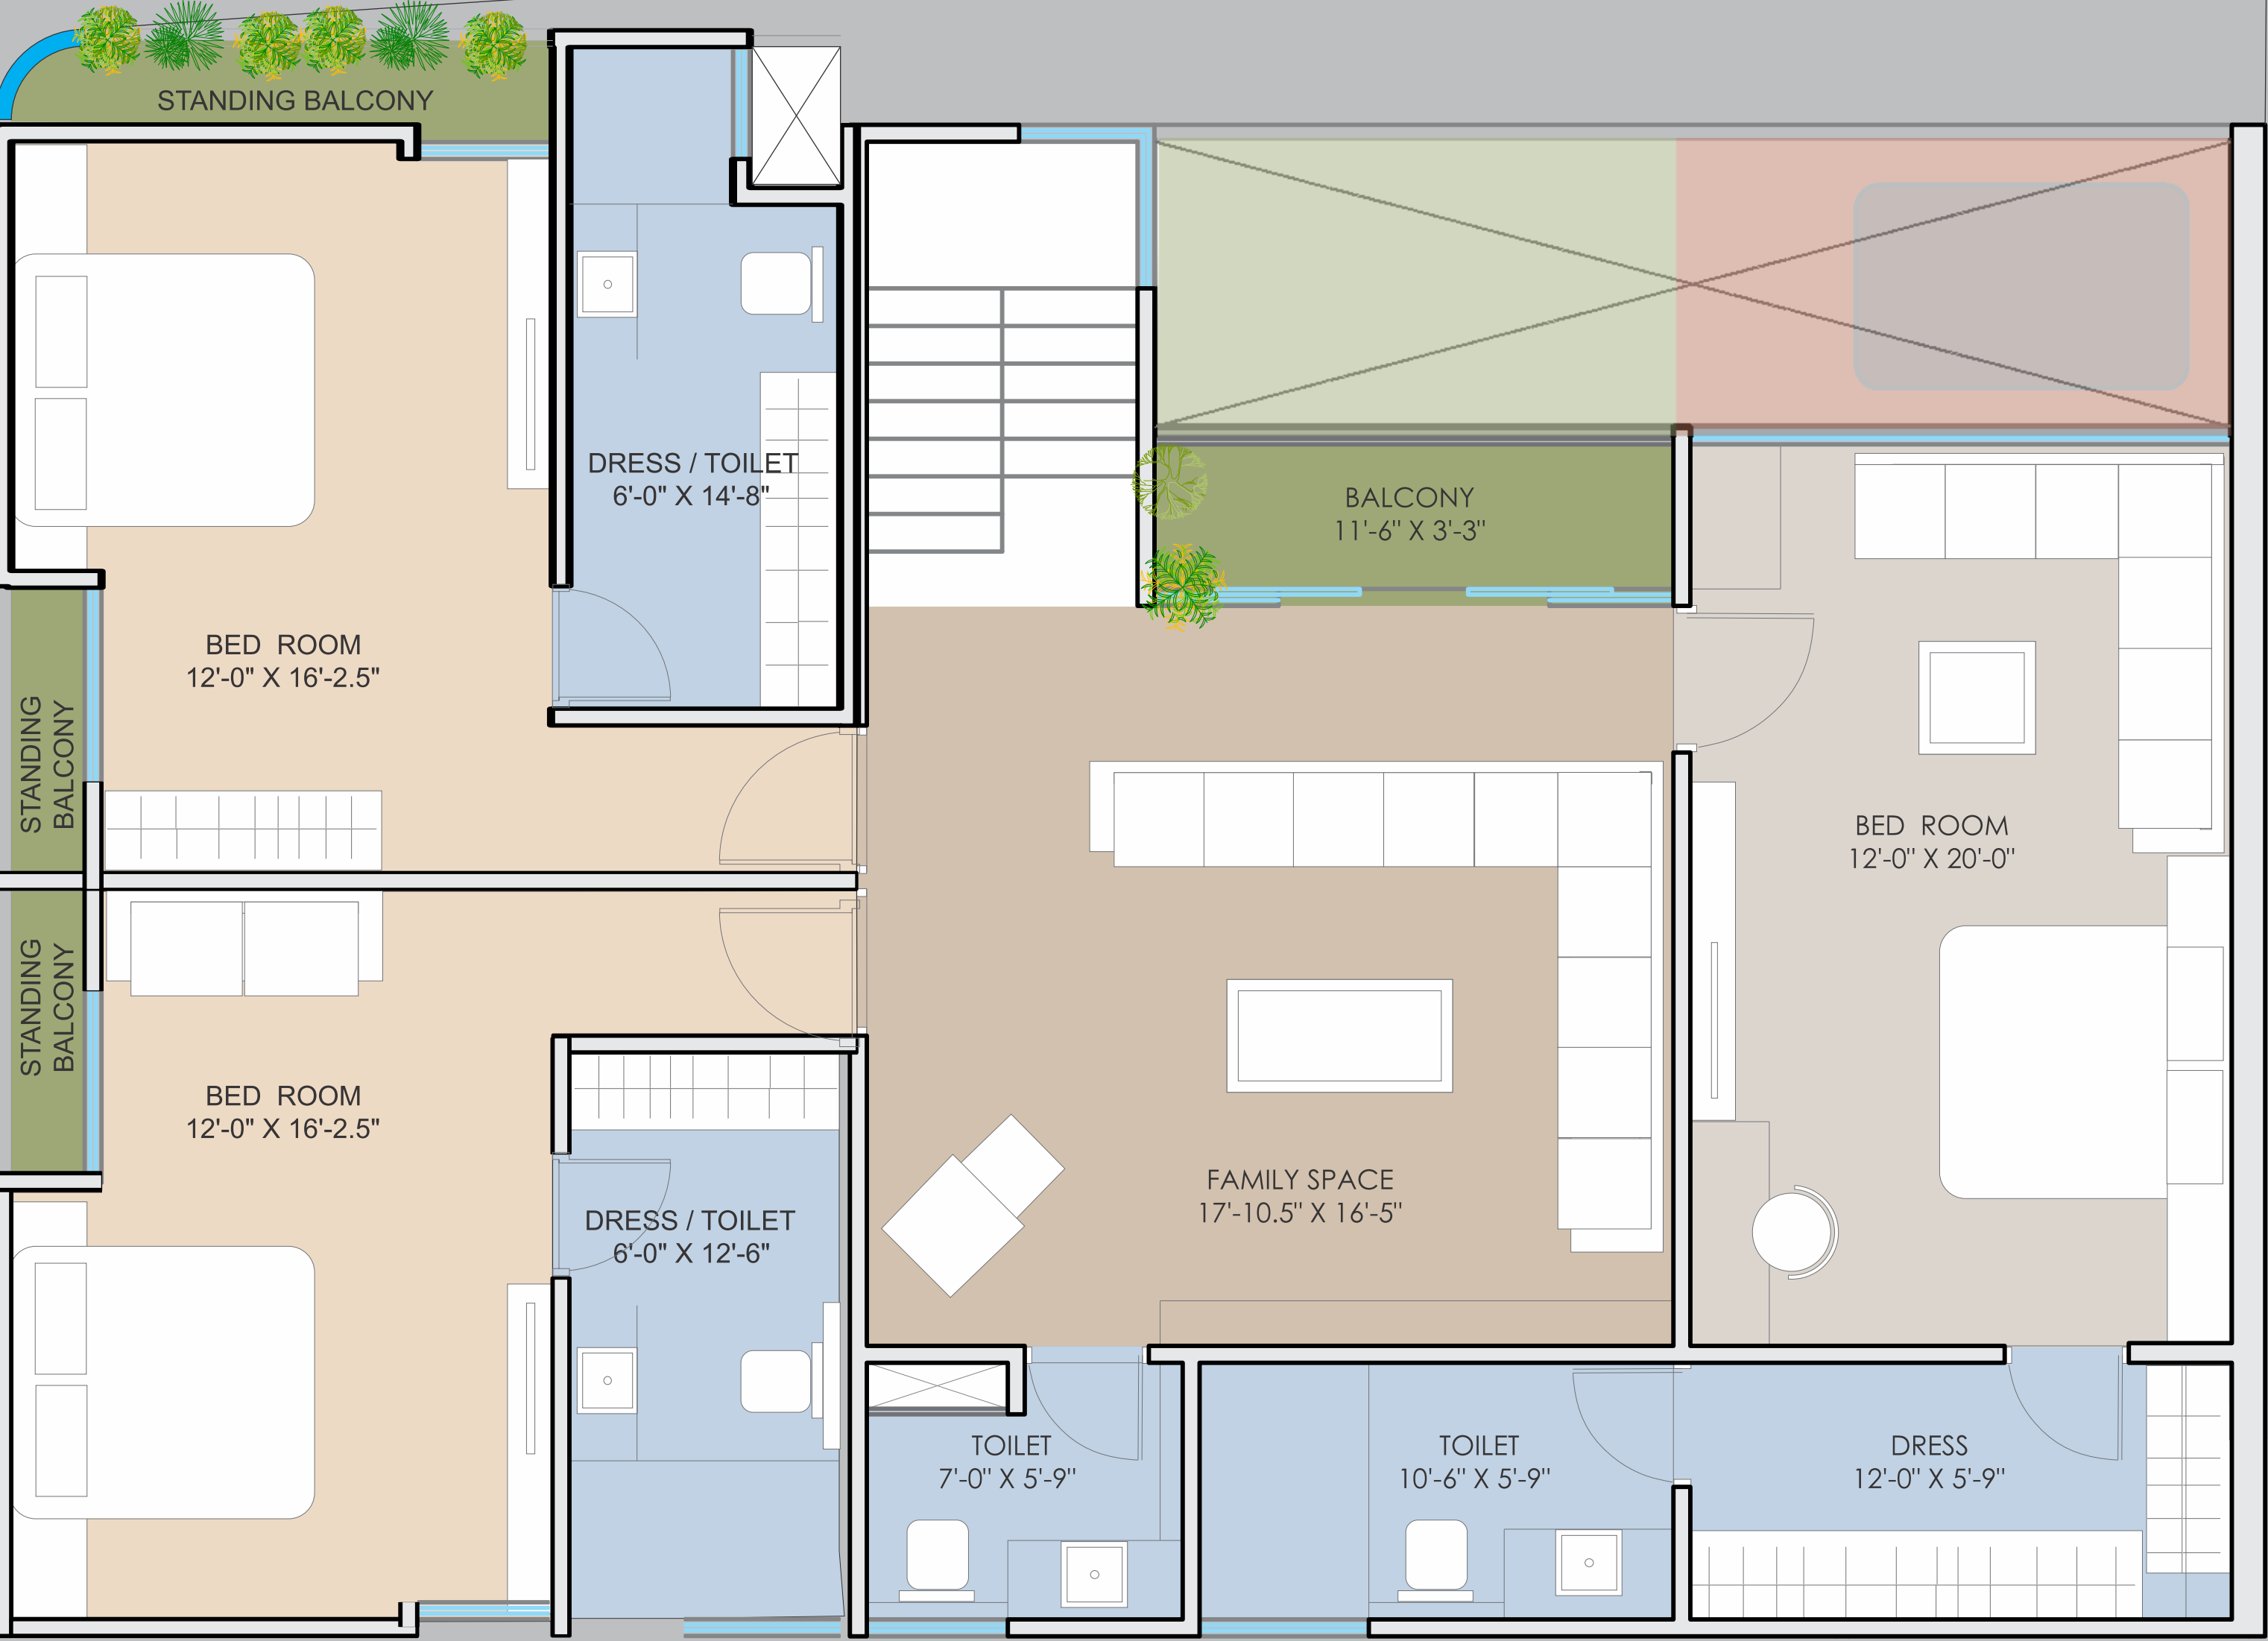 STANDING BALCONY
DRESS / TOILET
6'-0" X 14'-8"
BALCONY
11'-6" X 3'-3"
BED ROOM
12'-0" X 16'-2.5"
STANDING
BALCONY
BED ROOM
12'-0" X 20'-0"
STANDING
BALCONY
BED ROOM
12'-0" X 16'-2.5"
DRESS / TOILET
6'-0" X 12'-6"
FAMILY SPACE
17'-10.5" X 16'-5"
TOILET
7'-0" X 5'-9"
TOILET
10'-6" X 5'-9"
DRESS
12'-0" X 5'-9"